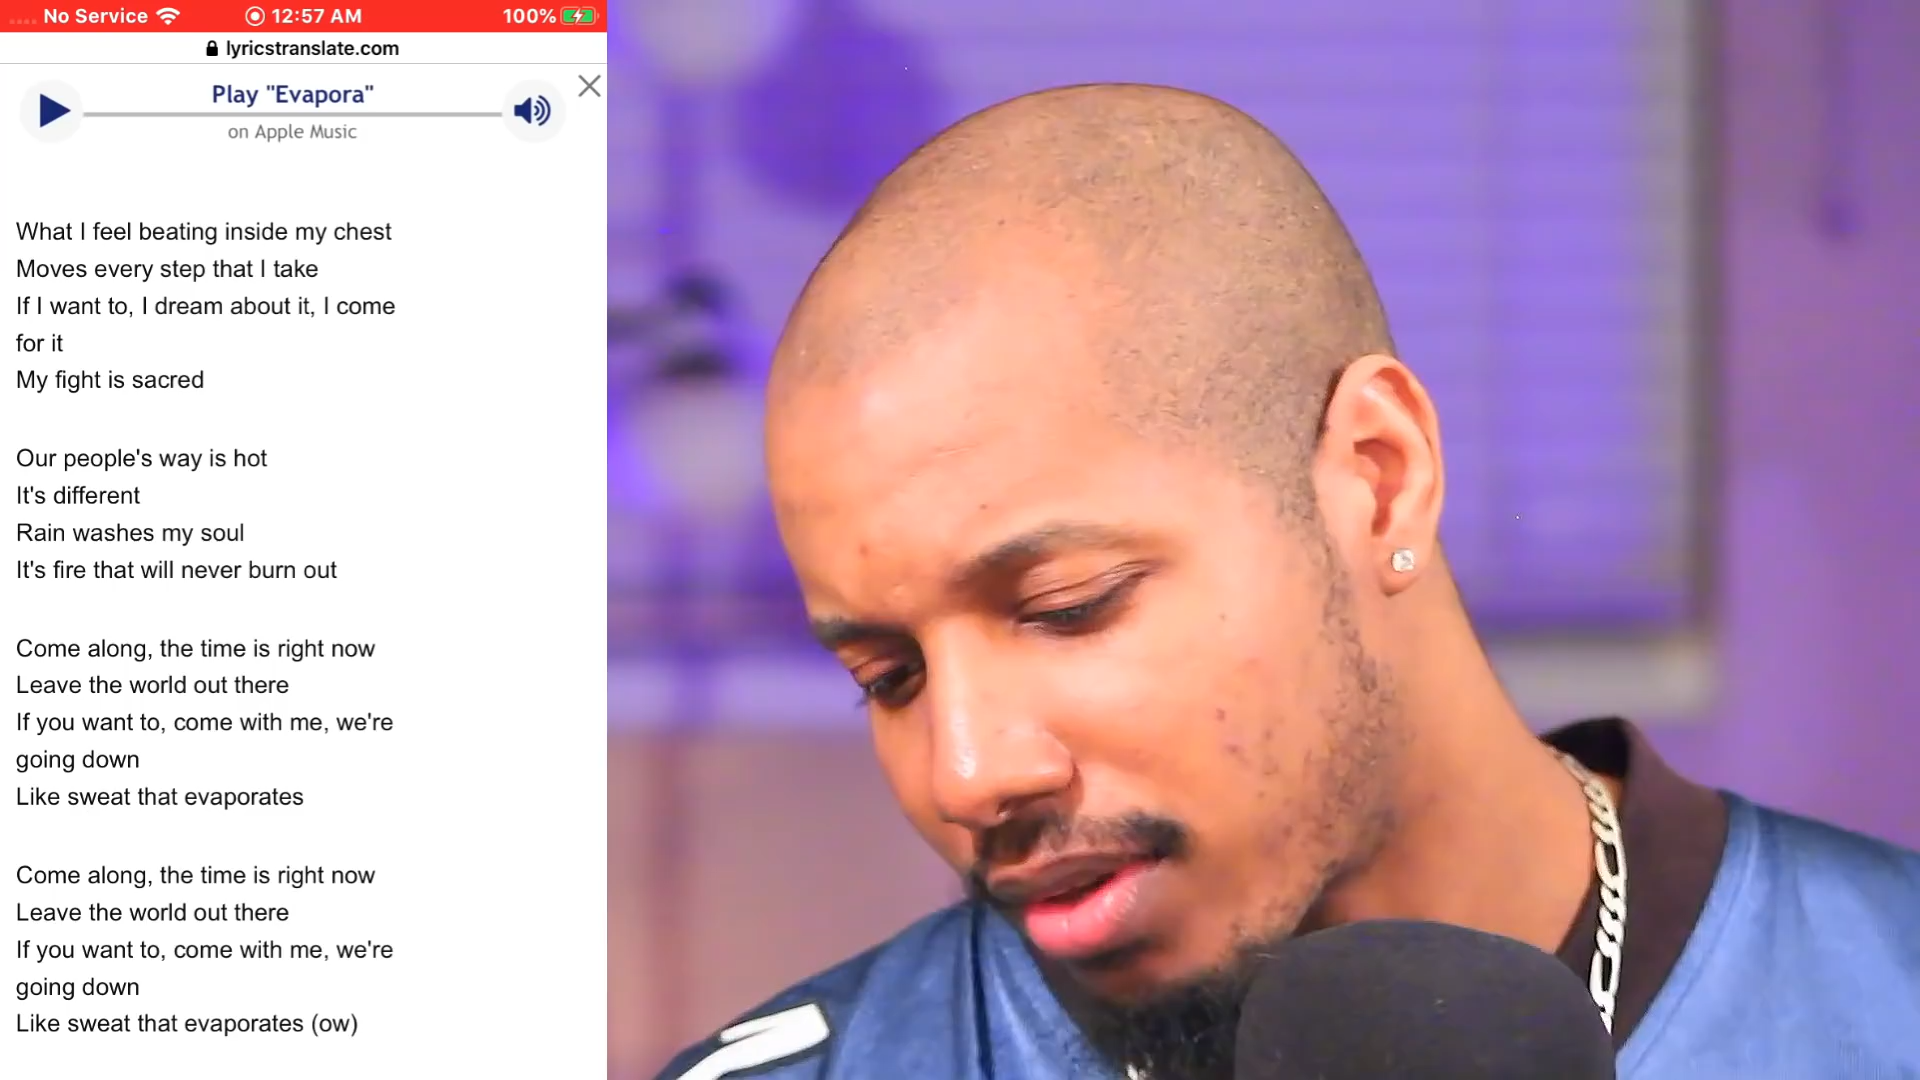 No Service 12:57 AM 100%
lyricstranslate.com
Play "Evapora"
on Apple Music
What I feel beating inside my chest
Moves every step that I take
If I want to, I dream about it, I come
for it
My fight is sacred
Our people's way is hot
It's different
Rain washes my soul
It's fire that will never burn out
Come along, the time is right now
Leave the world out there
If you want to, come with me, we're
going down
Like sweat that evaporates
Come along, the time is right now
Leave the world out there
If you want to, come with me, we're
going down
Like sweat that evaporates (ow)